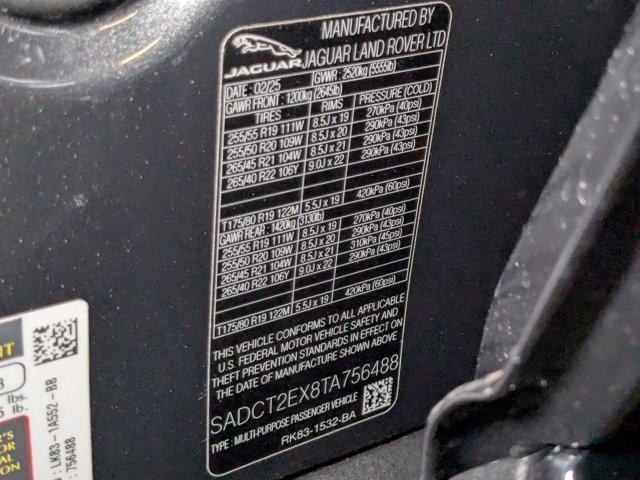 MANUFACTURED BY
JAGUAR JAGUAR LAND ROVER LTD
DATE : 02/25 GVWR : 2520kg (5555lb)
GAWR FRONT : 1200kg (2645lb)
TIRES RIMS PRESSURE (COLD)
255/55 R19 111W 8.5J x 19 270kPa (40psi)
255/50 R20 109W 8.5J x 20 290kPa (43psi)
265/45 R21 104W 8.5J x 21 290kPa (43psi)
265/40 R22 106Y 9.0J x 22 290kPa (43psi)
T175/80 R19 122M 5.5J x 19 420kPa (60psi)
GAWR REAR : 1420kg (3130lb)
255/55 R19 111W 8.5J x 19 270kPa (40psi)
255/50 R20 109W 8.5J x 20 290kPa (43psi)
265/45 R21 104W 8.5J x 21 310kPa (45psi)
265/40 R22 106Y 9.0J x 22 290kPa (43psi)
T175/80 R19 122M 5.5J x 19 420kPa (60psi)
THIS VEHICLE CONFORMS TO ALL APPLICABLE
U.S. FEDERAL MOTOR VEHICLE SAFETY AND
THEFT PREVENTION STANDARDS IN EFFECT ON
THE DATE OF MANUFACTURE SHOWN ABOVE.
SADCT2EX8TA756488
TYPE : MULTI-PURPOSE PASSENGER VEHICLE
RK83-1532-BA
lbs.
lb.
LK83-1A552-BB
: 756488